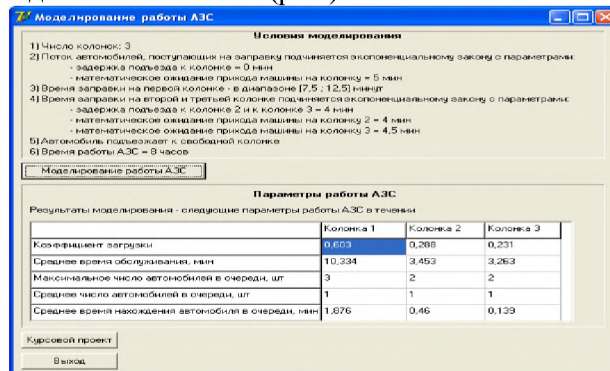 Моделирование работы АЗС
Условия моделирования
1) Число колонок: 3
2) Поток автомобилей, поступающих на заправку подчиняется экспоненциальному закону с параметрами:
- задержка подъезда к колонке = 0 мин
- математическое ожидание прихода машины на колонку = 5 мин
3) Время заправки на первой колонке - в диапазоне [7,5 ; 12,5] минут
4) Время заправки на второй и третьей колонке подчиняется экспоненциальному закону с параметрами:
- задержка подъезда к колонке 2 и к колонке 3 = 2 мин
- математическое ожидание прихода машины на колонку 2 = 4 мин
- математическое ожидание прихода машины на колонку 3 = 4,5 мин
5) Автомобиль подъезжает к свободной колонке
6) Время работы АЗС = 8 часов
Моделирование работы АЗС
Параметры работы АЗС
Результаты моделирования - следующие параметры работы АЗС в течении
Колонка 1 Колонка 2 Колонка 3
Коэффициент загрузки 0,603 0,288 0,231
Среднее время обслуживания, мин 10,334 3,453 3,263
Максимальное число автомобилей в очереди, шт 3 2 2
Среднее число автомобилей в очереди, шт 1 1 1
Среднее время нахождения автомобиля в очереди, мин 1,876 0,46 0,139
Курсовой проект
Выход